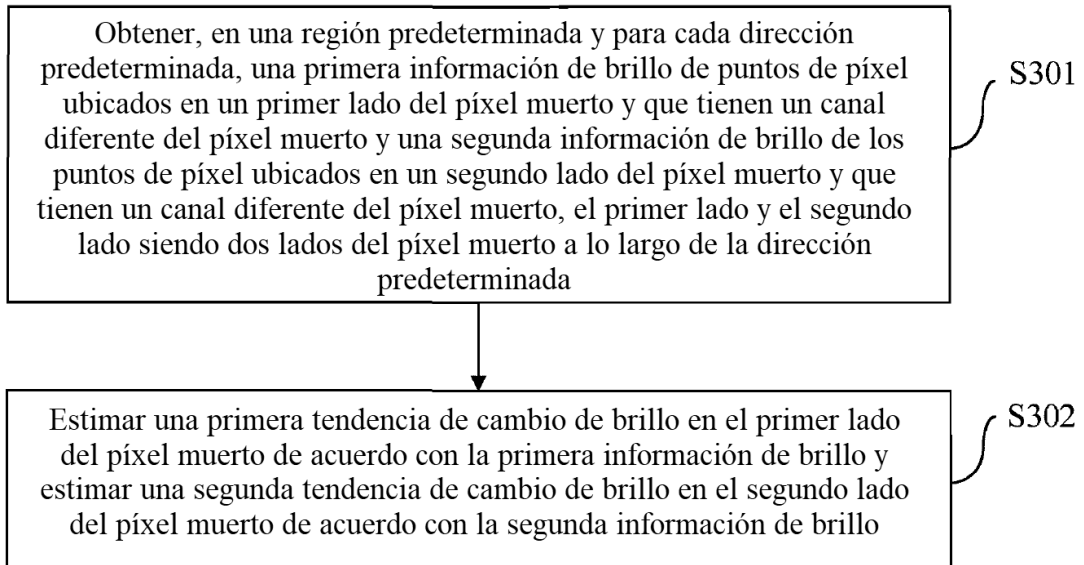 Obtener, en una región predeterminada y para cada dirección
predeterminada, una primera información de brillo de puntos de píxel
ubicados en un primer lado del píxel muerto y que tienen un canal
diferente del píxel muerto y una segunda información de brillo de los
puntos de píxel ubicados en un segundo lado del píxel muerto y que
tienen un canal diferente del píxel muerto, el primer lado y el segundo
lado siendo dos lados del píxel muerto a lo largo de la dirección
predeterminada
S301
Estimar una primera tendencia de cambio de brillo en el primer lado
del píxel muerto de acuerdo con la primera información de brillo y
estimar una segunda tendencia de cambio de brillo en el segundo lado
del píxel muerto de acuerdo con la segunda información de brillo
S302